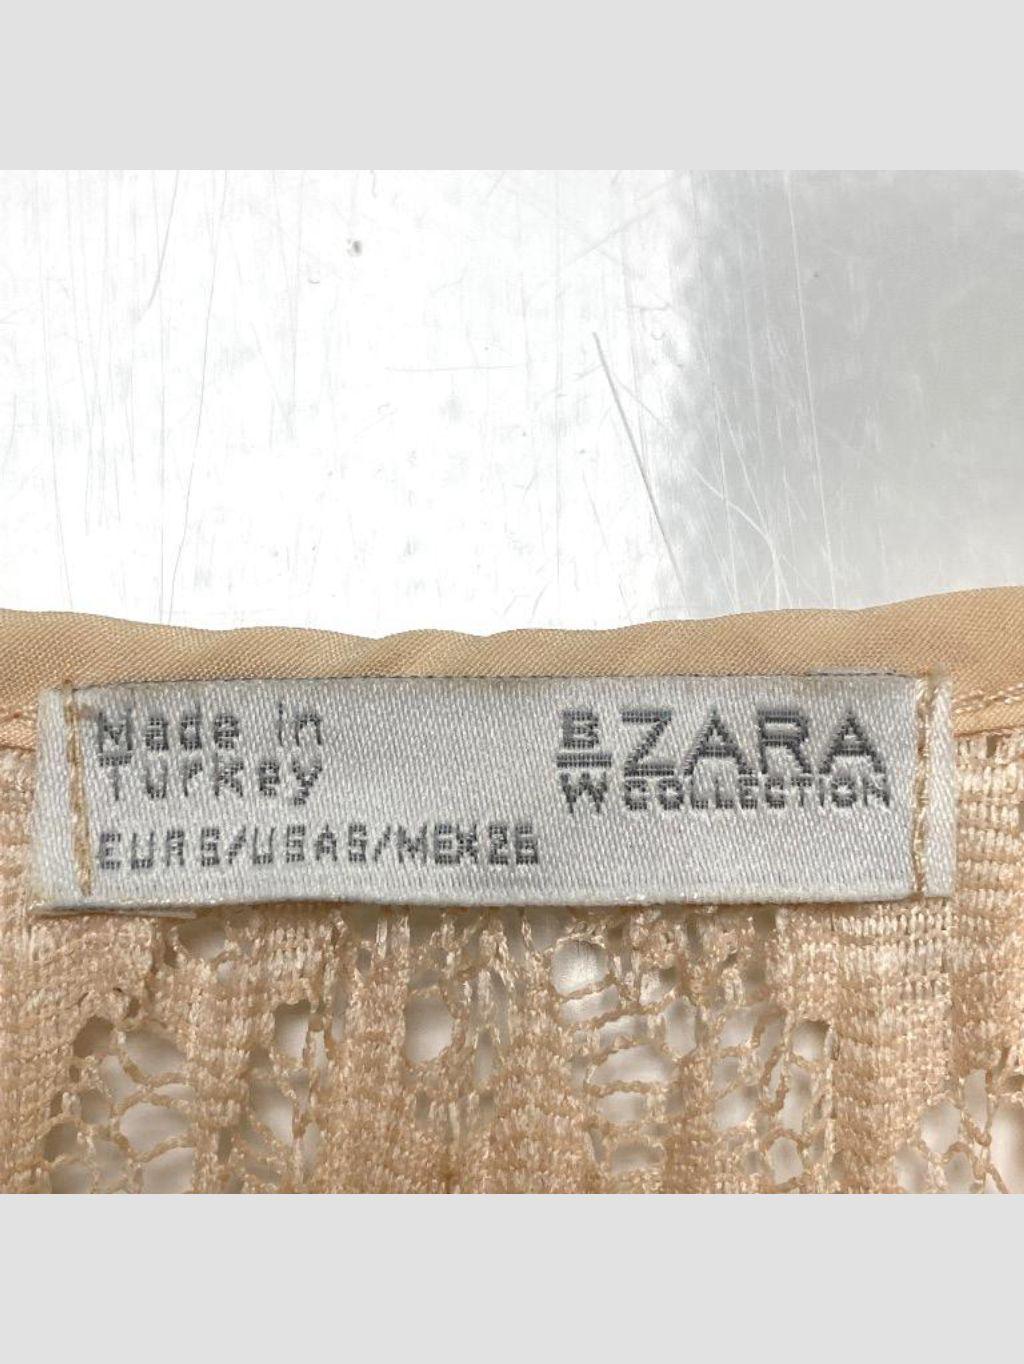 Made in
Turkey
EUR S/USA S/MEX 26
B ZARA
W COLLECTION